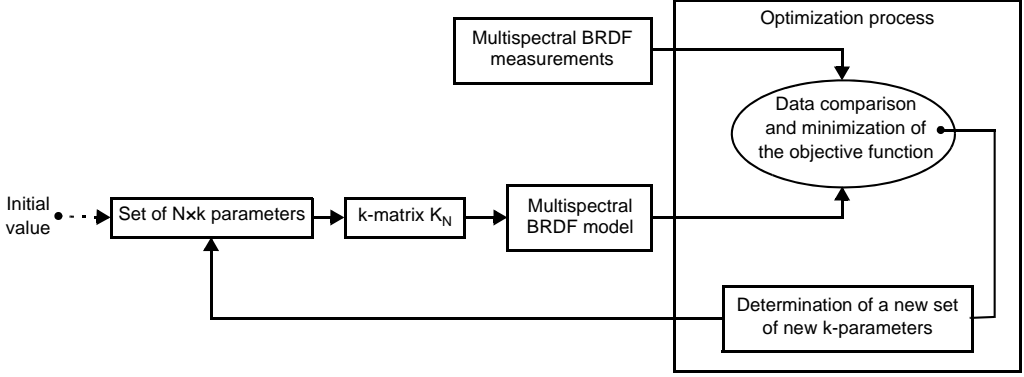 Optimization process
Multispectral BRDF
measurements
Data comparison
and minimization of
the objective function
Initial
value
Set of N×k parameters
k-matrix K_N
Multispectral
BRDF model
Determination of a new set
of new k-parameters